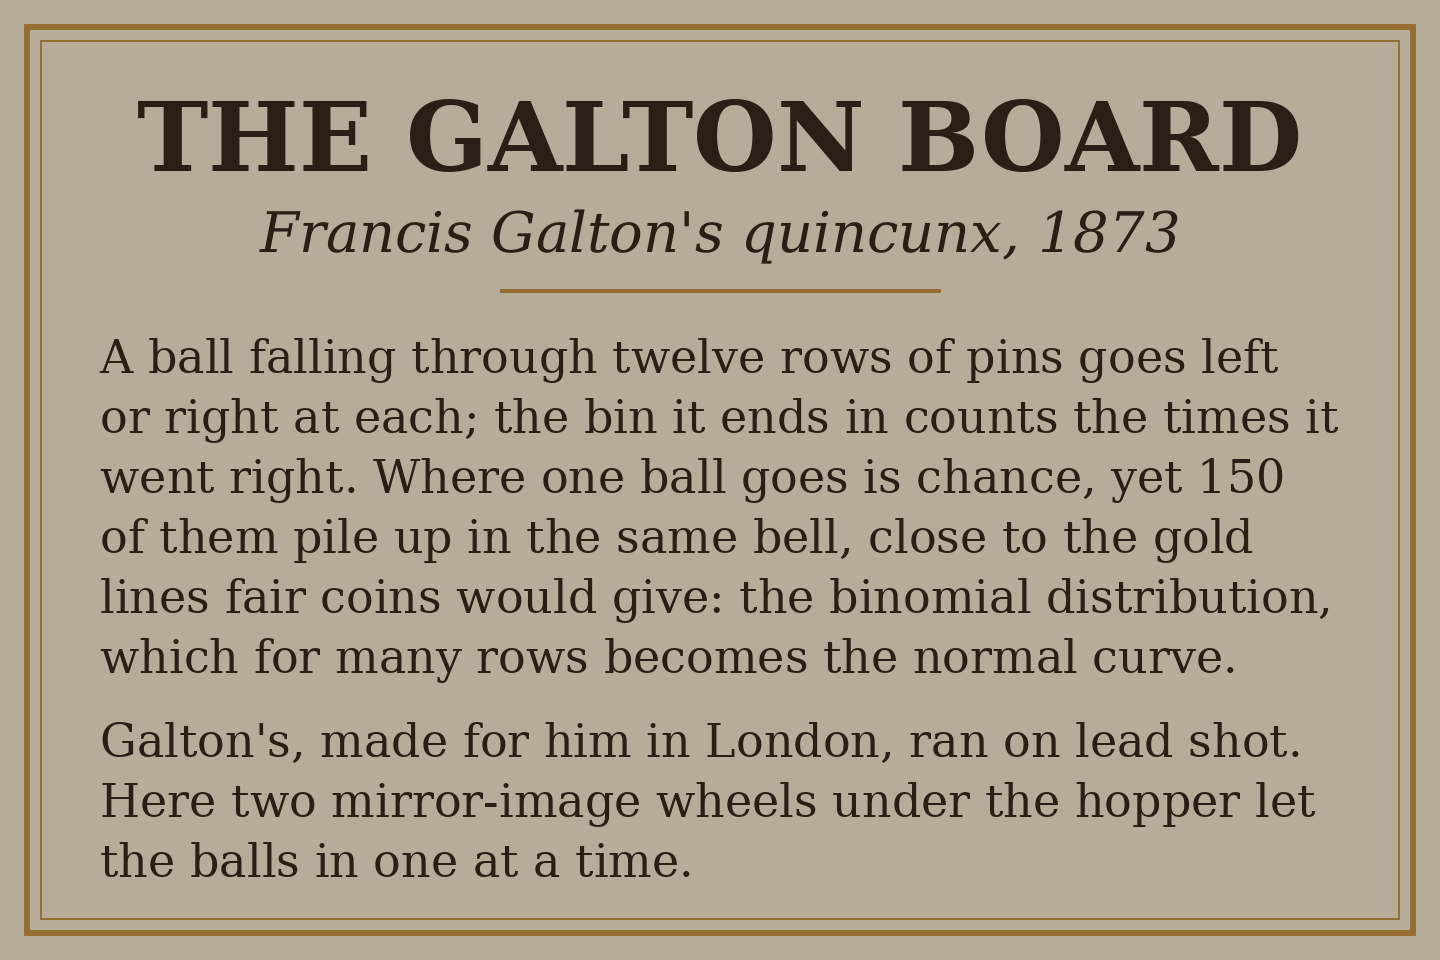 THE GALTON BOARD
Francis Galton's quincunx, 1873
A ball falling through twelve rows of pins goes left
or right at each; the bin it ends in counts the times it
went right. Where one ball goes is chance, yet 150
of them pile up in the same bell, close to the gold
lines fair coins would give: the binomial distribution,
which for many rows becomes the normal curve.
Galton's, made for him in London, ran on lead shot.
Here two mirror-image wheels under the hopper let
the balls in one at a time.